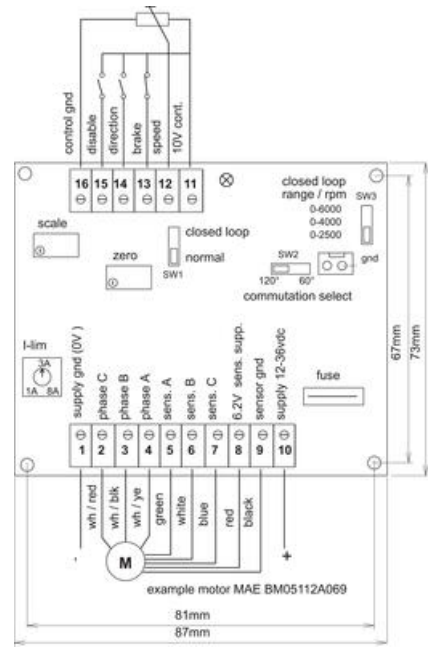 control gnd
disable
direction
brake
speed
10V cont.
16 15 14 13 12 11
closed loop
range / rpm
SW3
0-6000
0-4000
0-2500
scale
closed loop
zero
normal
SW1
SW2
gnd
120° 60°
commutation select
I-lim
3A
1A 8A
supply gnd (0V)
phase C
phase B
phase A
sens. A
sens. B
sens. C
6.2V sens. supp.
sensor gnd
supply 12-36vdc
fuse
67mm
73mm
1 2 3 4 5 6 7 8 9 10
wh / red
wh / blk
wh / ye
green
white
blue
red
black
-
M
+
example motor MAE BM05112A069
81mm
87mm